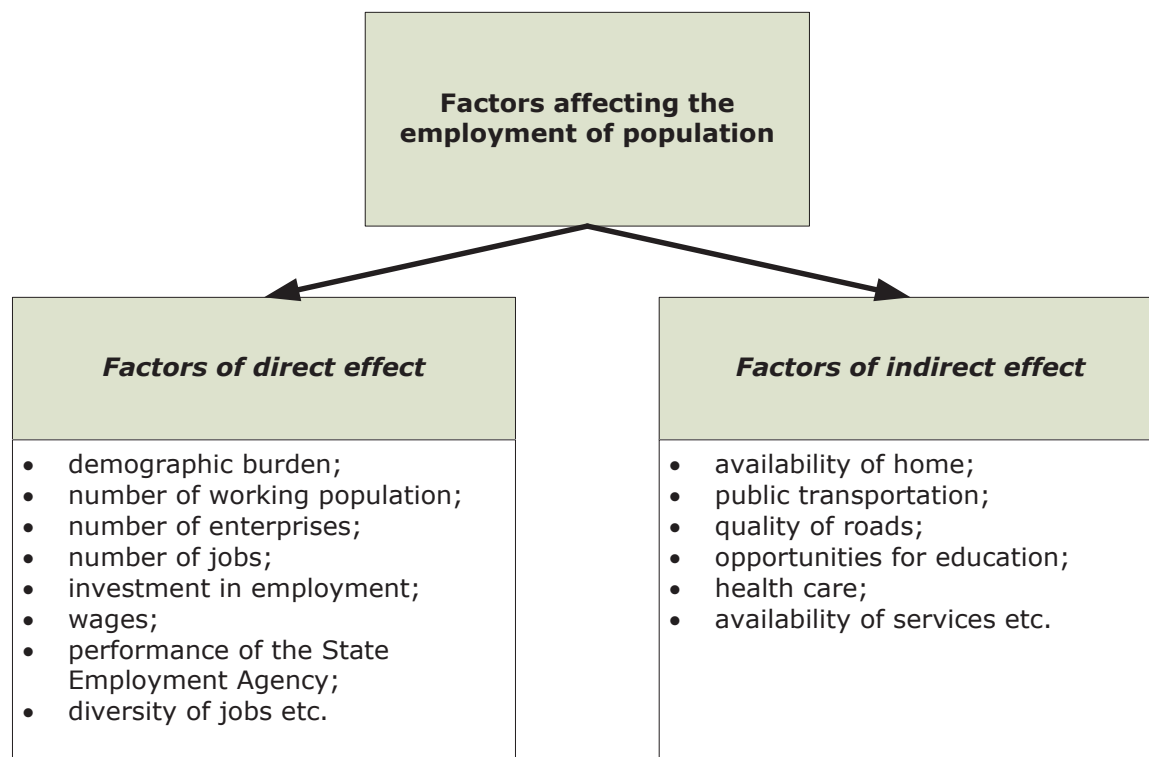 Factors affecting the
employment of population
Factors of direct effect
• demographic burden;
• number of working population;
• number of enterprises;
• number of jobs;
• investment in employment;
• wages;
• performance of the State
Employment Agency;
• diversity of jobs etc.
Factors of indirect effect
• availability of home;
• public transportation;
• quality of roads;
• opportunities for education;
• health care;
• availability of services etc.